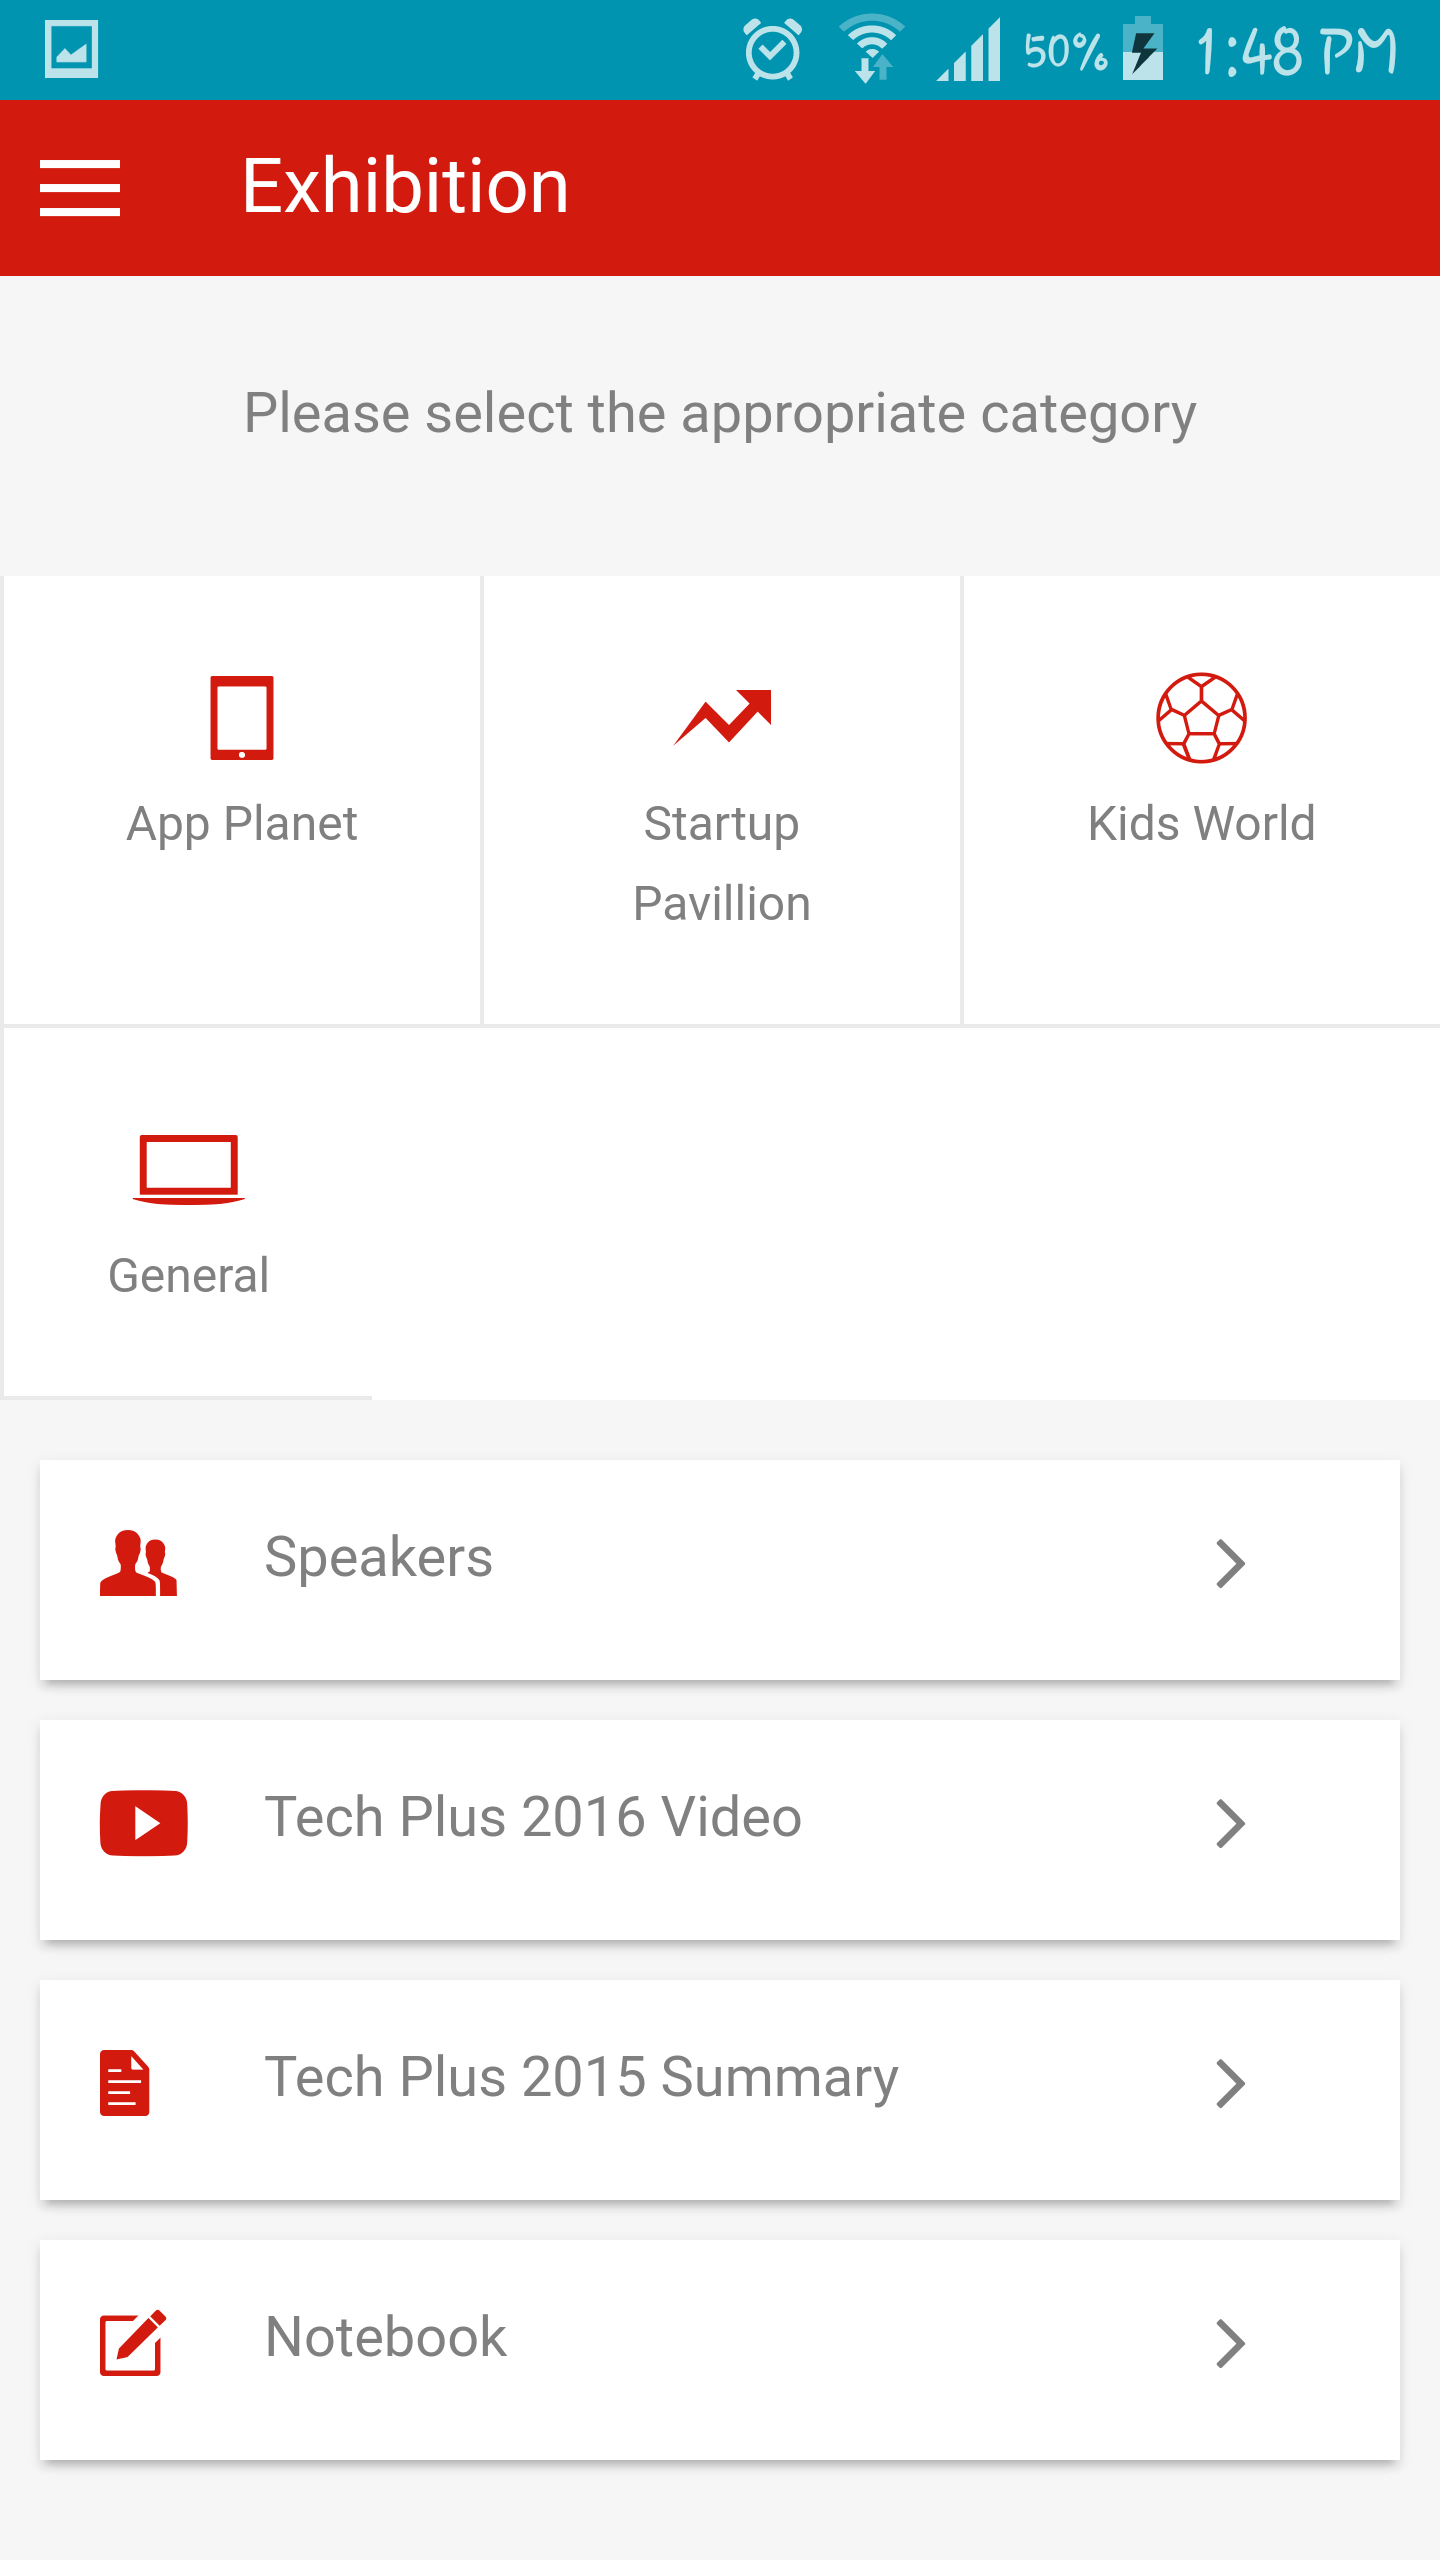 50% 1:48 PM
Exhibition
Please select the appropriate category
App Planet
Startup
Pavillion
Kids World
General
Speakers
Tech Plus 2016 Video
Tech Plus 2015 Summary
Notebook